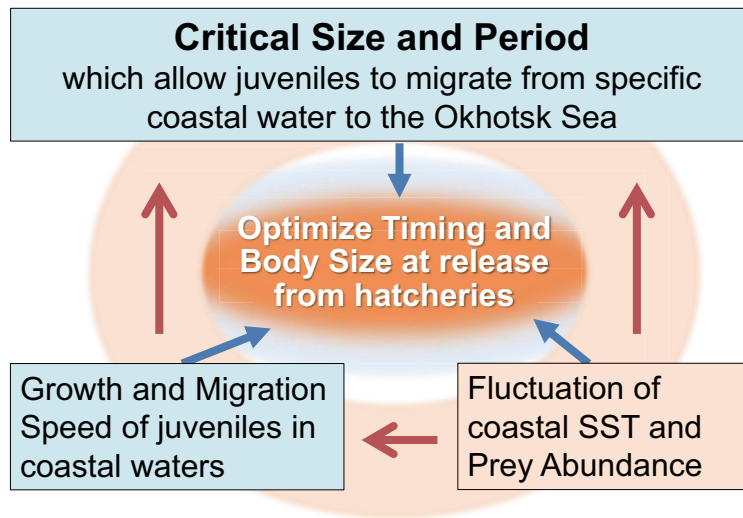 Critical Size and Period
which allow juveniles to migrate from specific
coastal water to the Okhotsk Sea
Optimize Timing and
Body Size at release
from hatcheries
Growth and Migration
Speed of juveniles in
coastal waters
Fluctuation of
coastal SST and
Prey Abundance